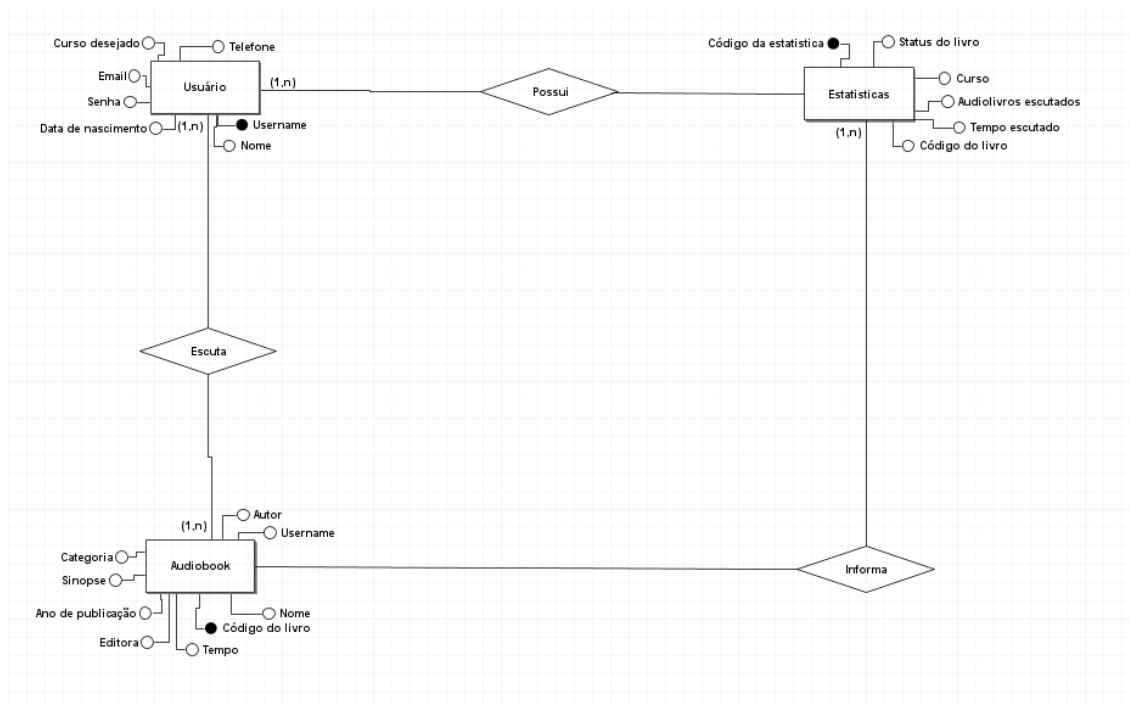 Curso desejado
Telefone
Email
Usuário
(1,n)
Senha
Data de nascimento
(1,n)
Username
Nome
Possui
Código da estatistica
Status do livro
Estatisticas
Curso
Audiolivros escutados
Tempo escutado
(1,n)
Código do livro
Escuta
(1,n)
Autor
Username
Categoria
Audiobook
Sinopse
Informa
Ano de publicação
Nome
Código do livro
Editora
Tempo